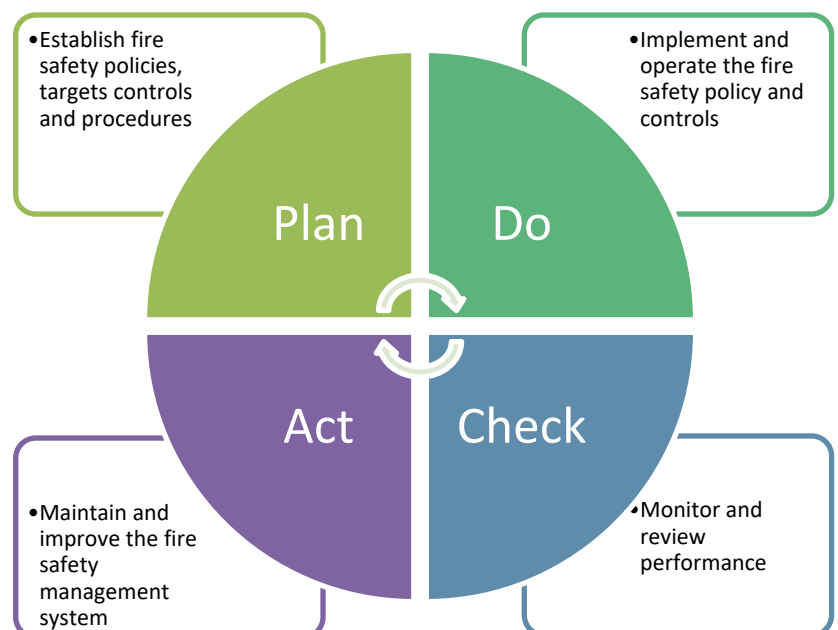 •Establish fire
safety policies,
targets controls
and procedures
•Implement and
operate the fire
safety policy and
controls
Plan
Do
Act
Check
•Maintain and
improve the fire
safety
management
system
•Monitor and
review
performance